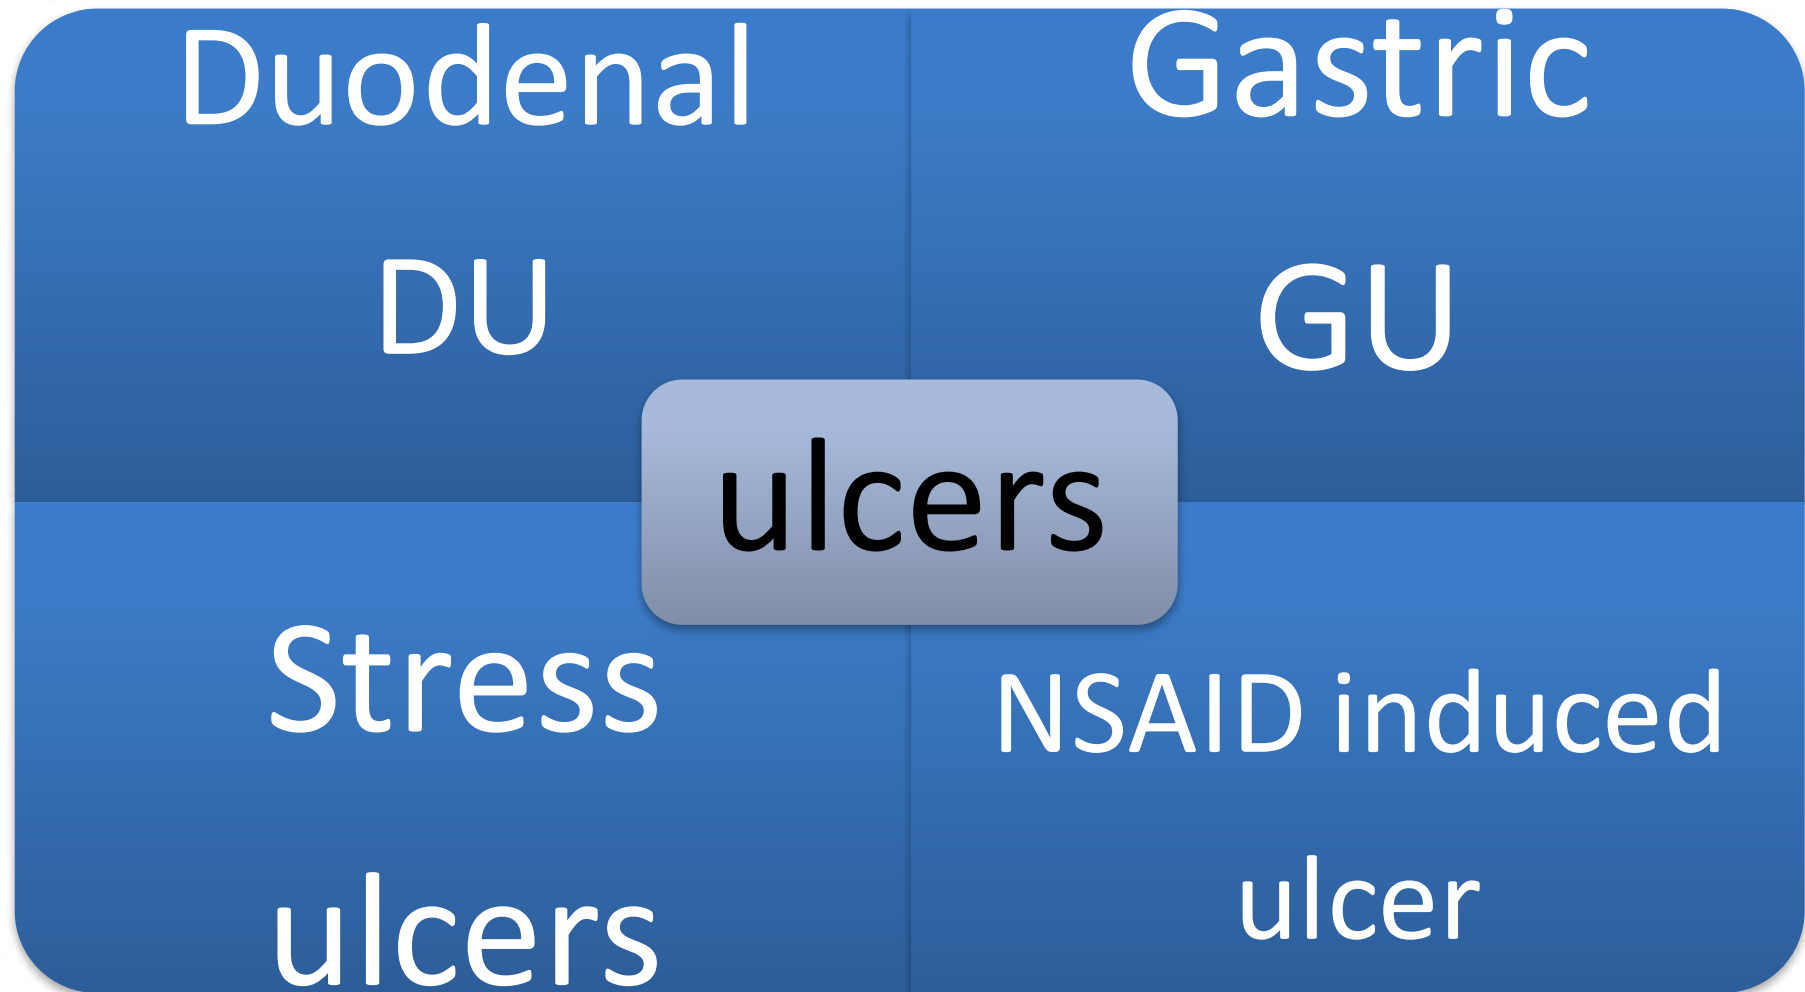 Duodenal
DU
Gastric
GU
ulcers
Stress
ulcers
NSAID induced
ulcer